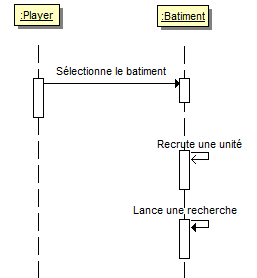 :Player
:Batiment
Sélectionne le batiment
Recrute une unité
Lance une recherche